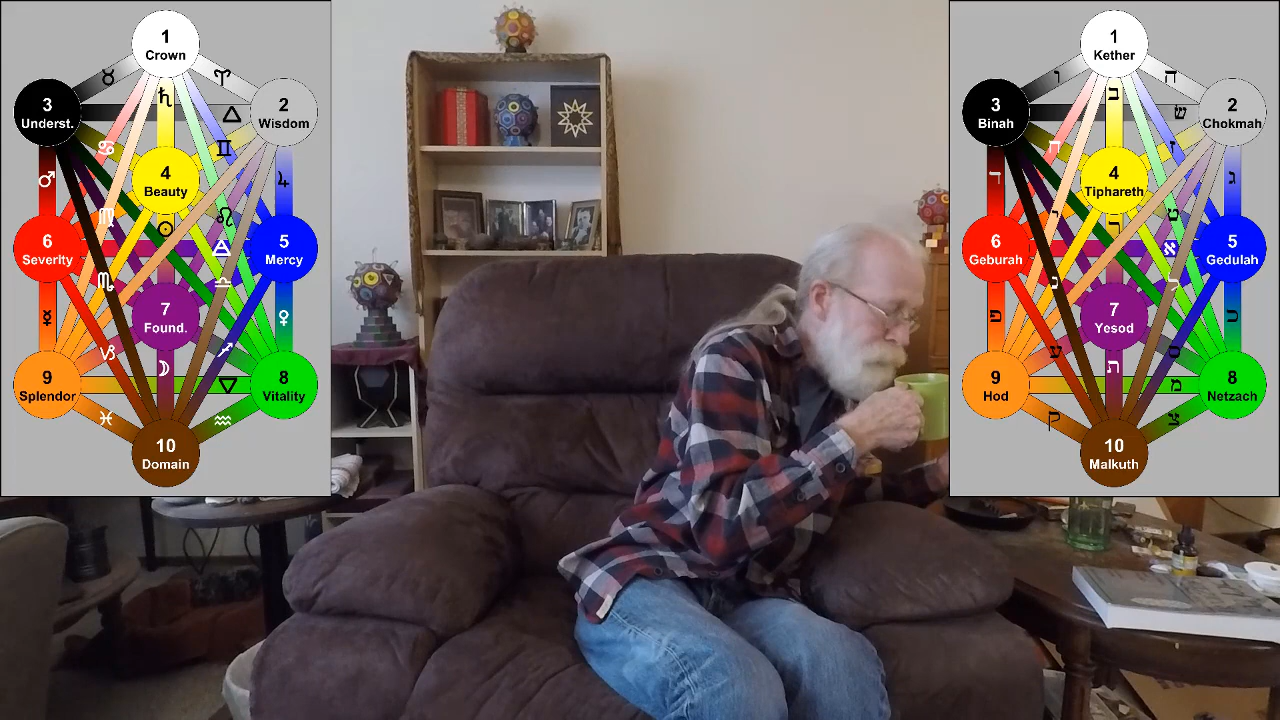 1
Crown
3
Underst.
2
Wisdom
4
Beauty
6
Severity
5
Mercy
7
Found.
9
Splendor
8
Vitality
10
Domain
1
Kether
ו
ה
ב
3
Binah
ש
2
Chokmah
4
Tiphareth
ד
ג
6
Geburah
א
5
Gedulah
7
Yesod
9
Hod
ת
מ
8
Netzach
ק
צ
10
Malkuth